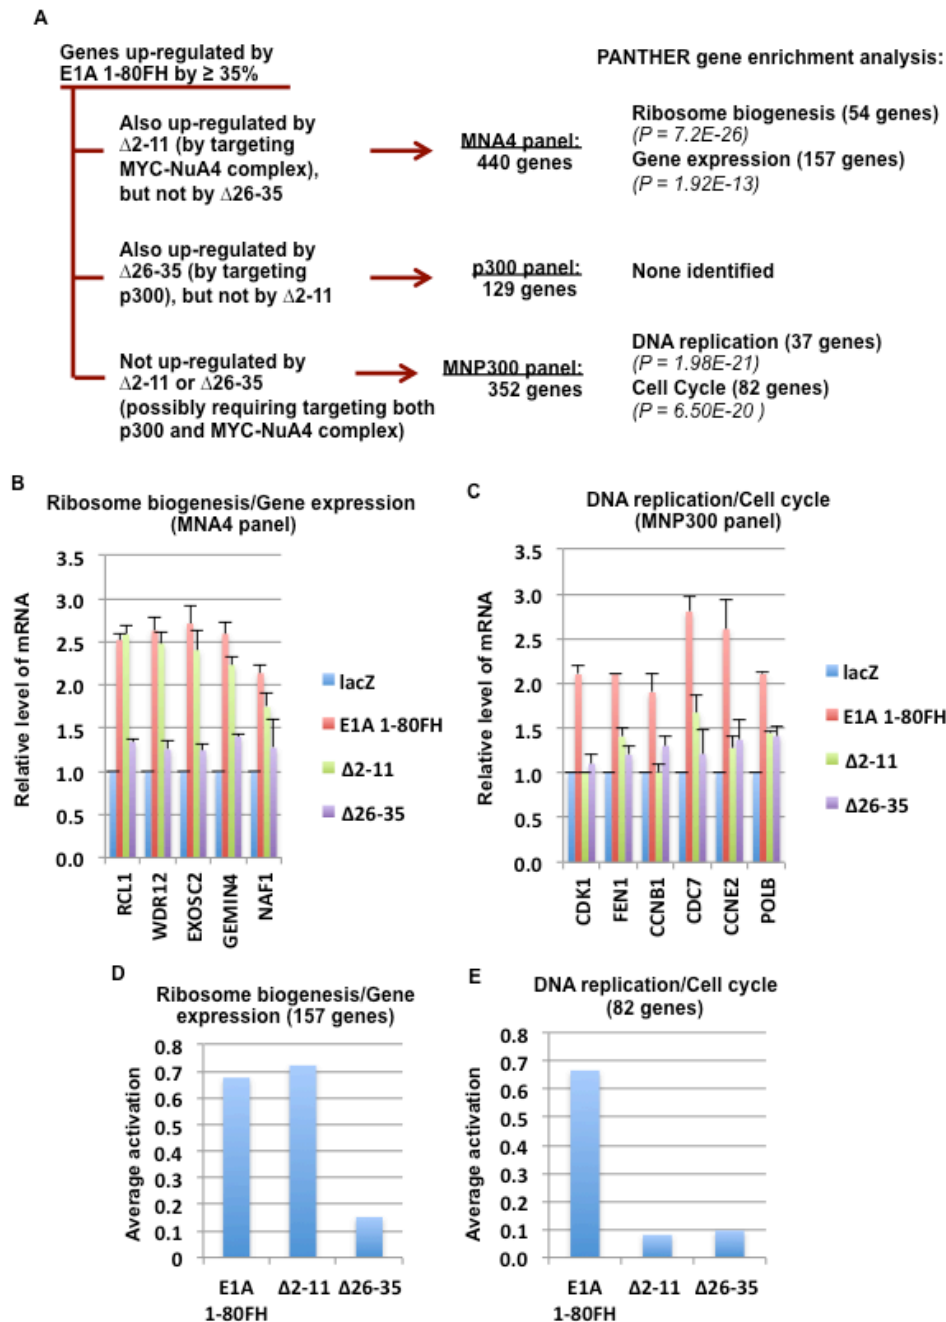 A
Genes up-regulated by
E1A 1-80FH by ≥ 35%
PANTHER gene enrichment analysis:
Also up-regulated by
Δ2-11 (by targeting
MYC-NuA4 complex),
but not by Δ26-35
MNA4 panel:
440 genes
Ribosome biogenesis (54 genes)
(P = 7.2E-26)
Gene expression (157 genes)
(P = 1.92E-13)
Also up-regulated by
Δ26-35 (by targeting
p300), but not by Δ2-11
p300 panel:
129 genes
None identified
Not up-regulated by
Δ2-11 or Δ26-35
(possibly requiring targeting both
p300 and MYC-NuA4 complex)
MNP300 panel:
352 genes
DNA replication (37 genes)
(P = 1.98E-21)
Cell Cycle (82 genes)
(P = 6.50E-20 )
B
Ribosome biogenesis/Gene expression
(MNA4 panel)
Relative level of mRNA
3.5
3.0
2.5
2.0
1.5
1.0
0.5
0.0
RCL1
WDR12
EXOSC2
GEMIN4
NAF1
lacZ
E1A 1-80FH
Δ2-11
Δ26-35
C
DNA replication/Cell cycle
(MNP300 panel)
Relative level of mRNA
3.5
3.0
2.5
2.0
1.5
1.0
0.5
0.0
CDK1
FEN1
CCNB1
CDC7
CCNE2
POLB
lacZ
E1A 1-80FH
Δ2-11
Δ26-35
D
Ribosome biogenesis/Gene
expression (157 genes)
Average activation
0.8
0.7
0.6
0.5
0.4
0.3
0.2
0.1
0
E1A
1-80FH
Δ2-11
Δ26-35
E
DNA replication/Cell cycle
(82 genes)
Average activation
0.8
0.7
0.6
0.5
0.4
0.3
0.2
0.1
0.0
E1A
1-80FH
Δ2-11
Δ26-35